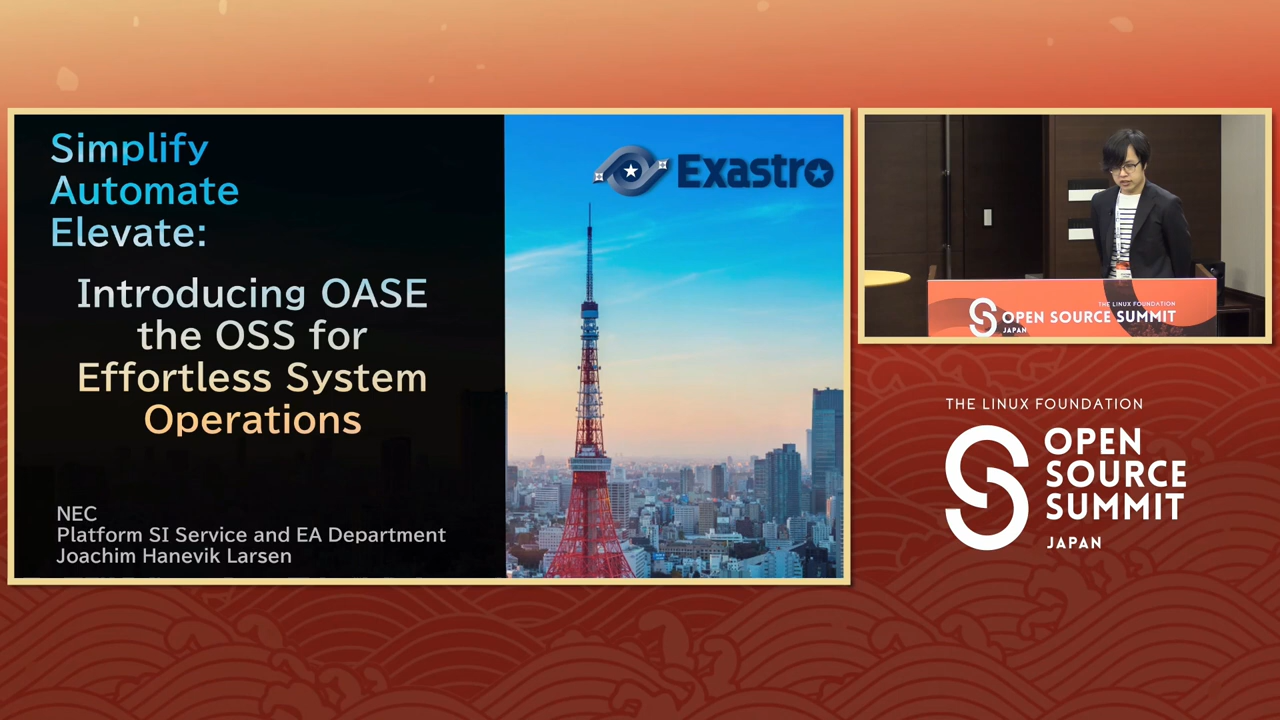 Simplify
Automate
Elevate:
Introducing OASE
the OSS for
Effortless System
Operations
NEC
Platform SI Service and EA Department
Joachim Hanevik Larsen
Exastro
THE LINUX FOUNDATION
OPEN SOURCE SUMMIT
JAPAN
THE LINUX FOUNDATION
OPEN
SOURCE
SUMMIT
JAPAN